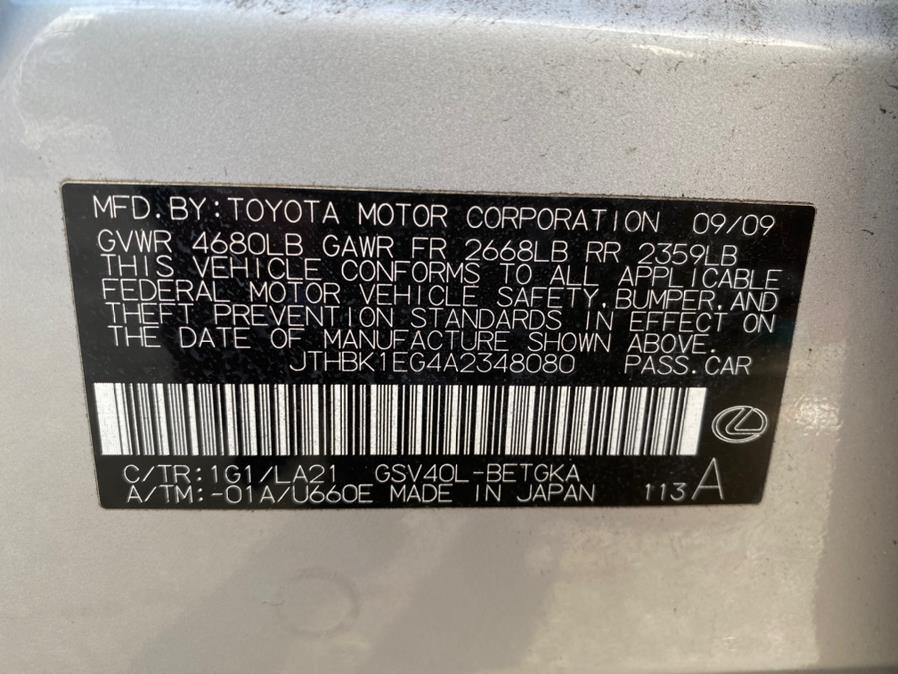 MFD.BY:TOYOTA MOTOR CORPORATION 09/09
GVWR 4680LB GAWR FR 2668LB RR 2359LB
THIS VEHICLE CONFORMS TO ALL APPLICABLE
FEDERAL MOTOR VEHICLE SAFETY,BUMPER,AND
THEFT PREVENTION STANDARDS IN EFFECT ON
THE DATE OF MANUFACTURE SHOWN ABOVE.
JTHBK1EG4A2348080 PASS.CAR
C/TR:1G1/LA21 GSV40L-BETGKA
A/TM:-01A/U660E MADE IN JAPAN 113A